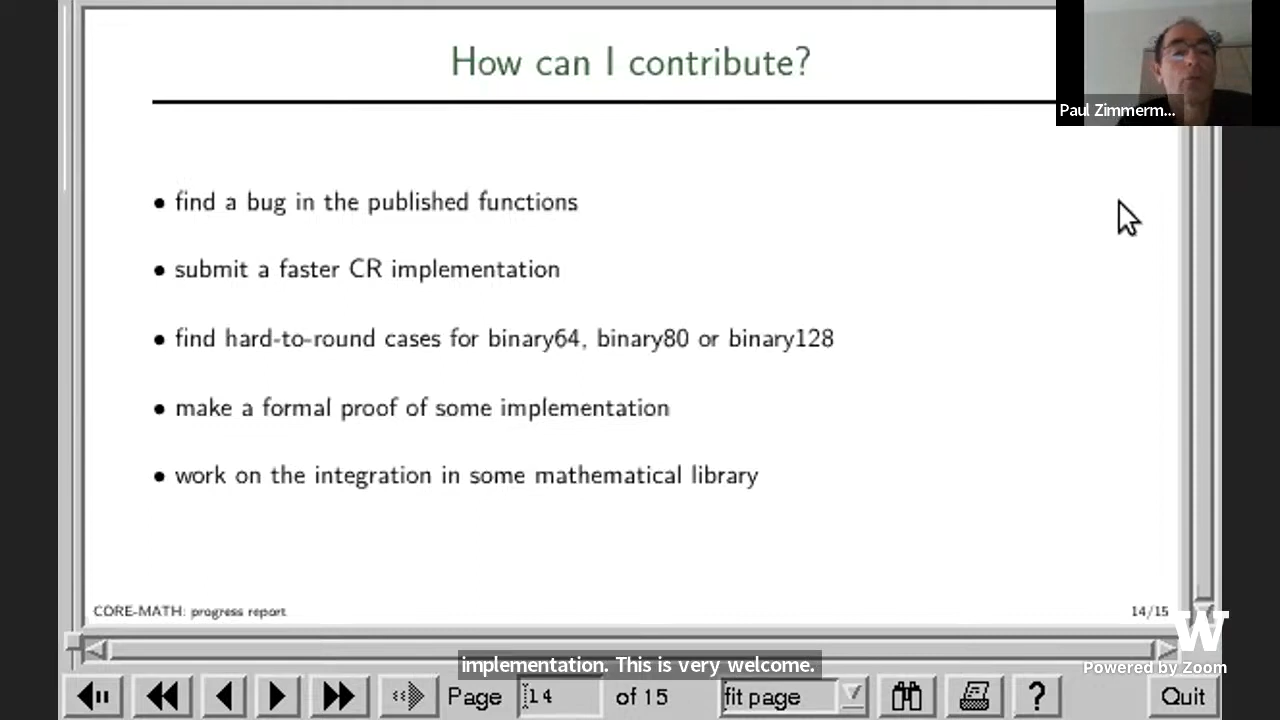 How can I contribute?
Paul Zimmerm...
• find a bug in the published functions
• submit a faster CR implementation
• find hard-to-round cases for binary64, binary80 or binary128
• make a formal proof of some implementation
• work on the integration in some mathematical library
CORE-MATH: progress report
14/15
W
Powered by Zoom
implementation. This is very welcome.
Page 14 of 15 fit page ? Quit